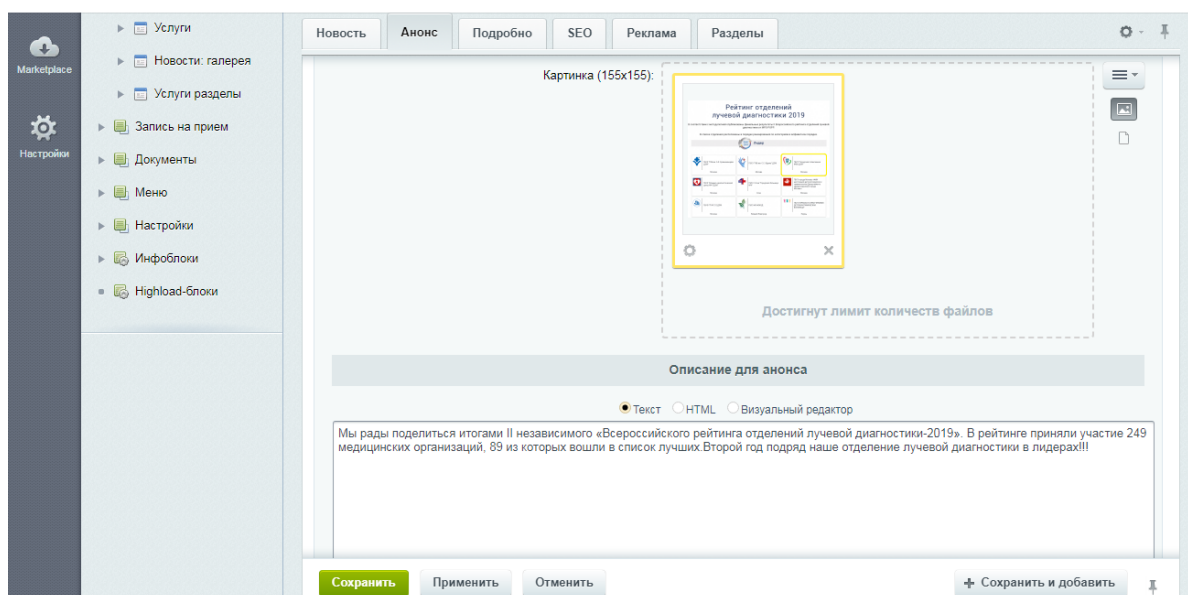 Marketplace
Настройки
Услуги
Новости: галерея
Услуги разделы
Запись на прием
Документы
Меню
Настройки
Инфоблоки
Highload-блоки
Новость Анонс Подробно SEO Реклама Разделы
Картинка (155x155):
Рейтинг отделений
лучевой диагностики 2019
Достигнут лимит количеств файлов
Описание для анонса
Текст HTML Визуальный редактор
Мы рады поделиться итогами II независимого «Всероссийского рейтинга отделений лучевой диагностики-2019». В рейтинге приняли участие 249
медицинских организаций, 89 из которых вошли в список лучших.Второй год подряд наше отделение лучевой диагностики в лидерах!!!
Сохранить Применить Отменить + Сохранить и добавить